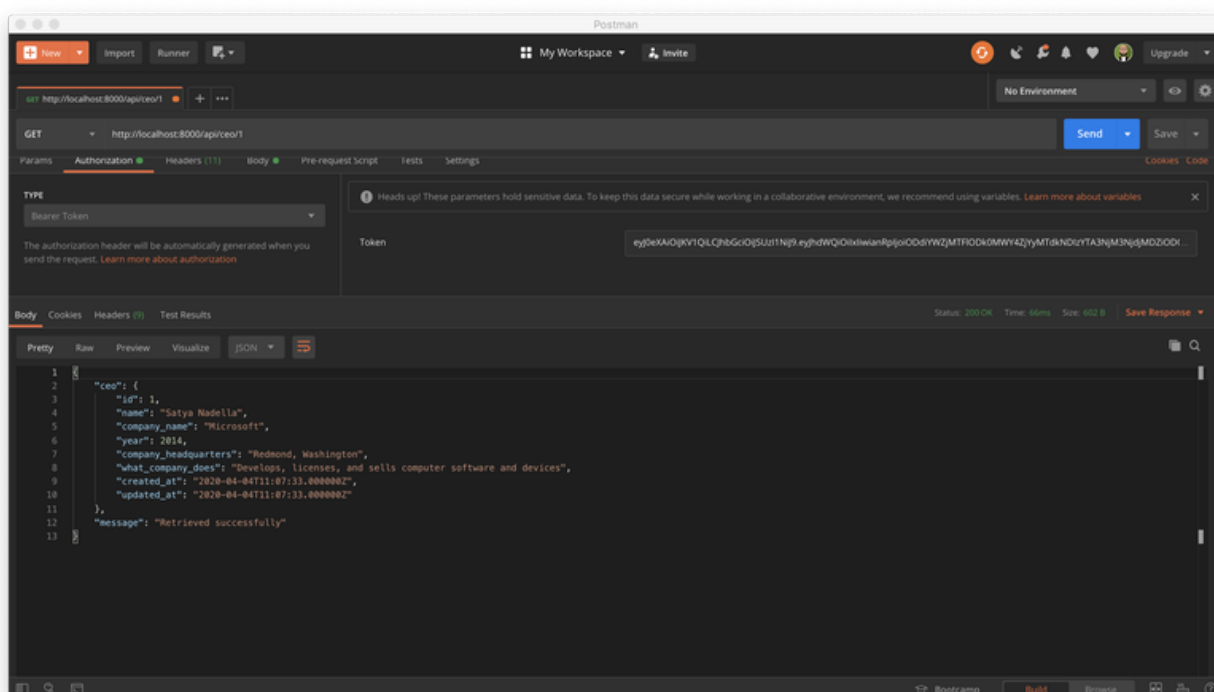 Postman
New Import Runner My Workspace Invite Upgrade
GET http://localhost:8000/api/ceo/1 No Environment
GET http://localhost:8000/api/ceo/1 Send Save
Params Authorization Headers (11) Body Pre-request Script Tests Settings Cookies Code
TYPE
Bearer Token
The authorization header will be automatically generated when you
send the request. Learn more about authorization
Heads up! These parameters hold sensitive data. To keep this data secure while working in a collaborative environment, we recommend using variables. Learn more about variables
Token
Body Cookies Headers (9) Test Results Status: 200 OK Time: 66ms Size: 602 B Save Response
Pretty Raw Preview Visualize JSON
1 {
2 "ceo": {
3 "id": 1,
4 "name": "Satya Nadella",
5 "company_name": "Microsoft",
6 "year": 2014,
7 "company_headquarters": "Redmond, Washington",
8 "what_company_does": "Develops, licenses, and sells computer software and devices",
9 "created_at": "2020-04-04T11:07:33.000000Z",
10 "updated_at": "2020-04-04T11:07:33.000000Z"
11 },
12 "message": "Retrieved successfully"
13 }
Bootcamp Build Browse